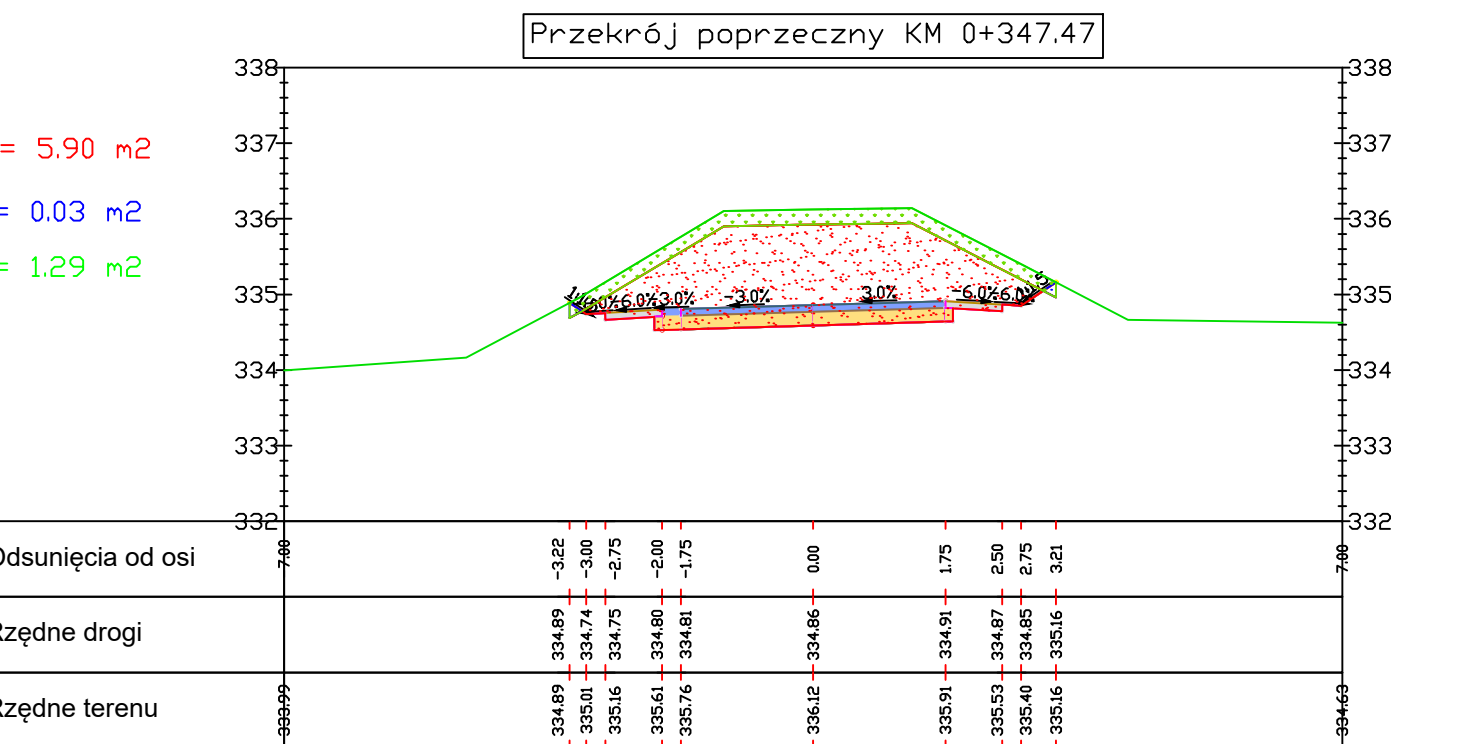 Przekrój poprzeczny KM 0+347.47
338 338
337 337
= 5.90 m2
= 0.03 m2
336 336
= 1.29 m2
335 335
-6.0% -3.0% -3.0% 3.0% -6.0% -6.0%
334 334
333 333
332 332
Odsunięcia od osi 7.00 -3.22 -3.00 -2.75 -2.00 -1.75 0.00 1.75 2.50 2.75 3.21 7.00
Rzędne drogi 334.89 334.74 334.75 334.80 334.81 334.86 334.91 334.87 334.85 335.16
Rzędne terenu 333.99 334.89 335.01 335.16 335.61 335.76 336.12 335.91 335.53 335.40 335.16 334.63